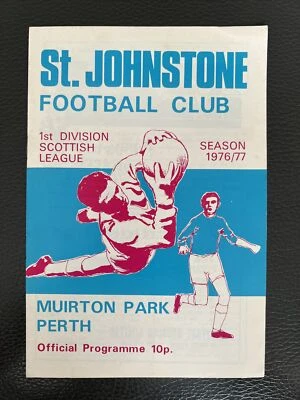 St. JOHNSTONE
FOOTBALL CLUB
1st DIVISION
SCOTTISH
LEAGUE
SEASON
1976/77
MUIRTON PARK
PERTH
Official Programme 10p.